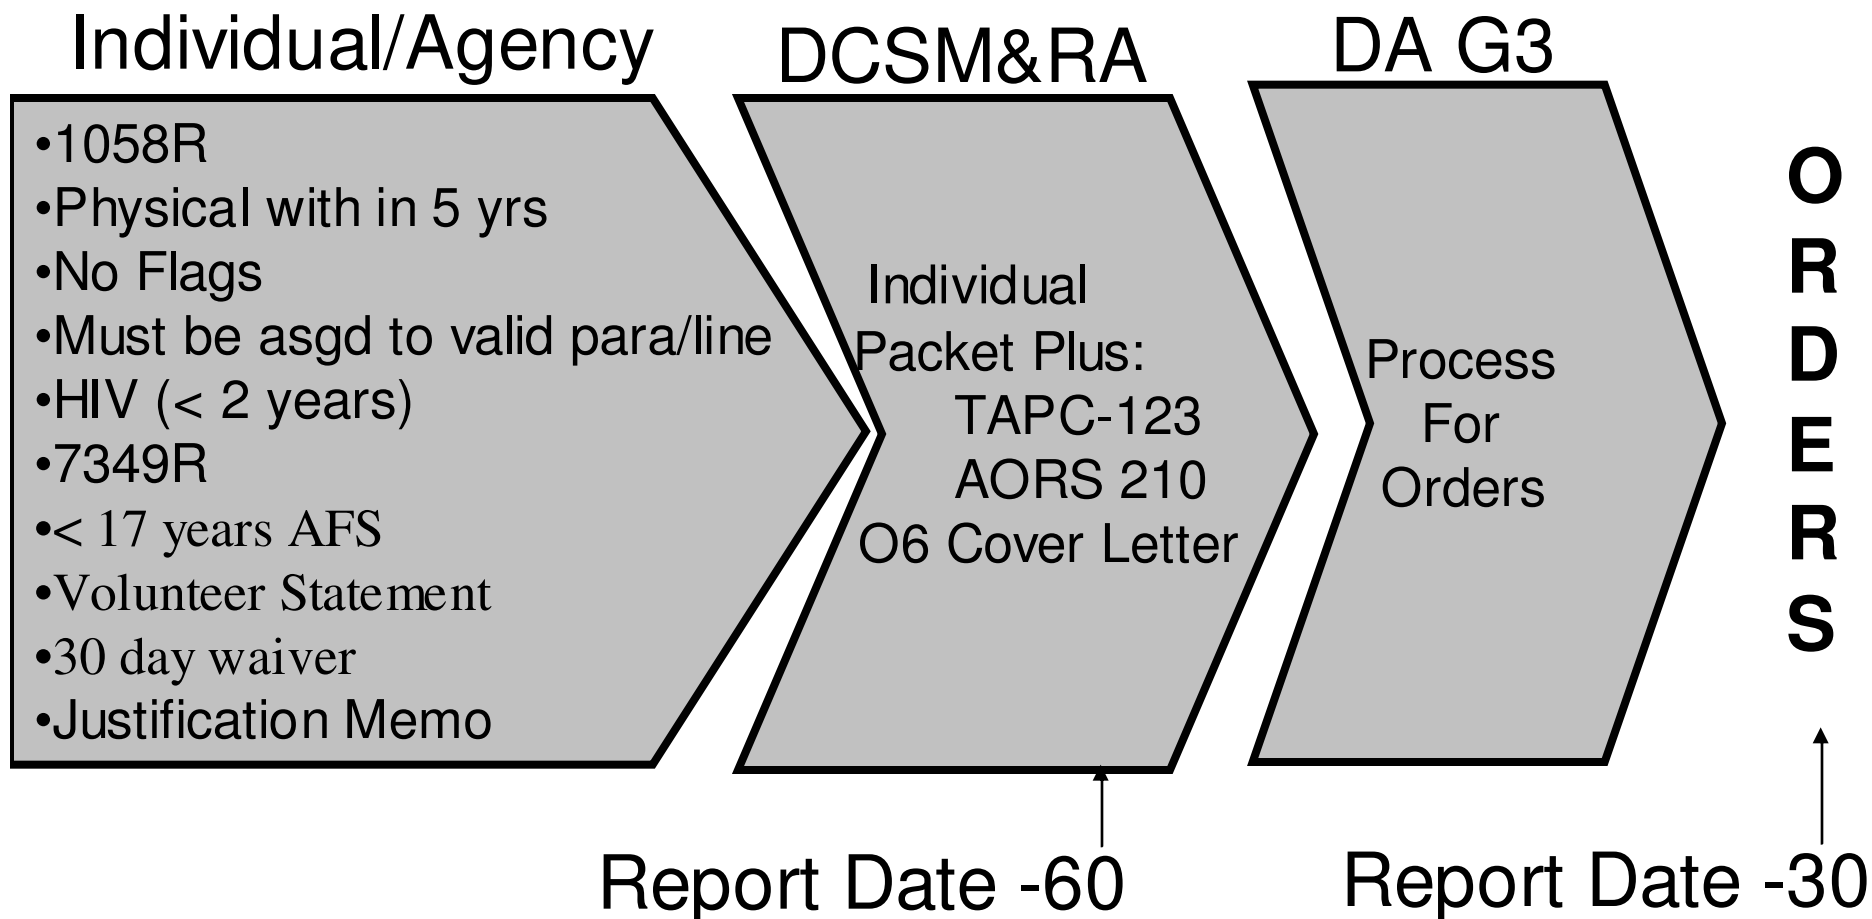 Individual/Agency
•1058R
•Physical with in 5 yrs
•No Flags
•Must be asgd to valid para/line
•HIV (< 2 years)
•7349R
•< 17 years AFS
•Volunteer Statement
•30 day waiver
•Justification Memo
DCSM&RA
Individual
Packet Plus:
TAPC-123
AORS 210
O6 Cover Letter
Report Date -60
DA G3
Process
For
Orders
ORDERS
Report Date -30